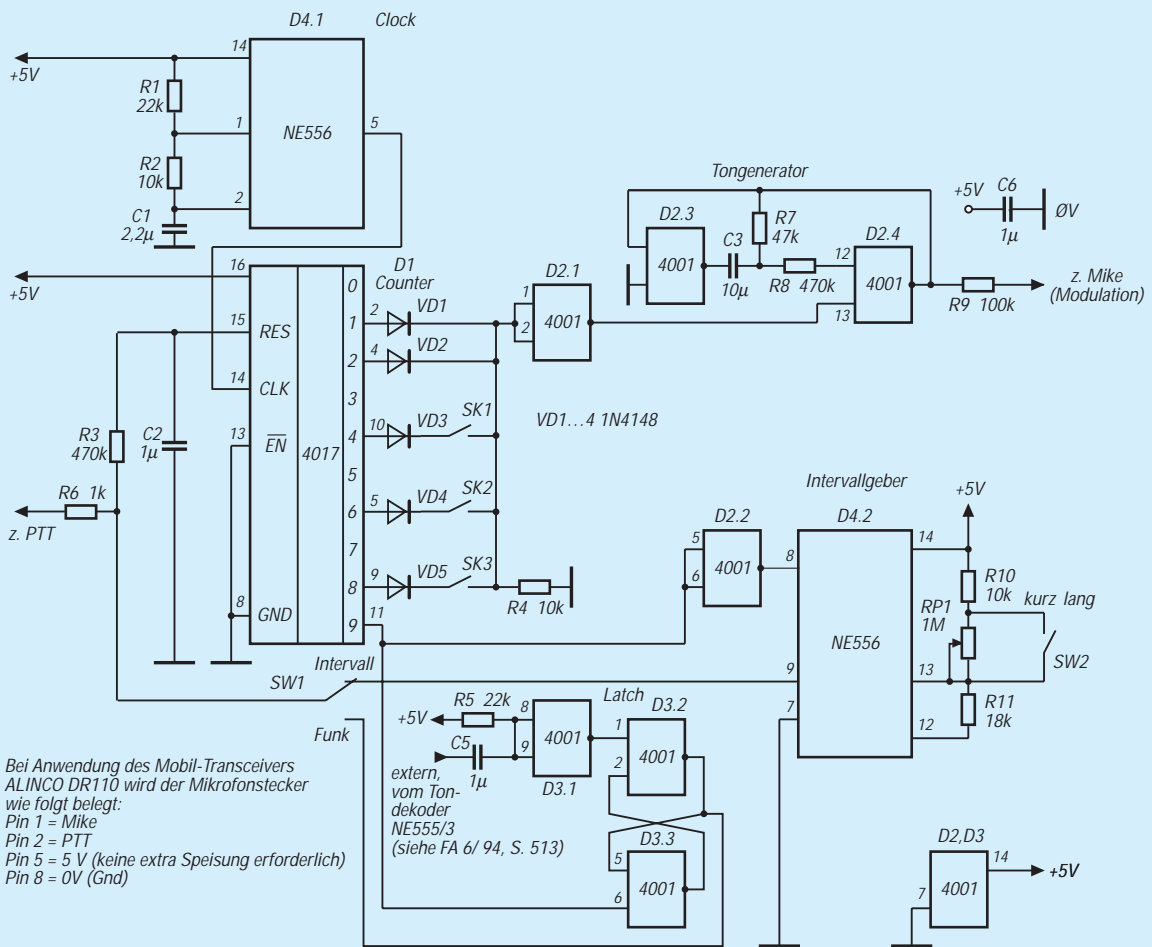 D4.1 Clock
14
+5V
R1
22k
1
NE556
5
R2
10k
2
C1
2,2µ
Tongenerator
+5V
C6
1µ
ØV
D2.3
4001
C3
10µ
R7
47k
R8 470k
12
13
D2.4
4001
R9 100k
z. Mike
(Modulation)
+5V
16
15
RES
14
CLK
13
EN
8
GND
4017
0
1
2
3
4
5
6
7
8
9
D1
Counter
2
VD1
4
VD2
10
VD3
SK1
5
VD4
SK2
9
VD5
SK3
11
VD1...4 1N4148
D2.1
1
2
4001
R4 10k
R3
470k
C2
1µ
R6 1k
z. PTT
D2.2
5
6
4001
Intervallgeber
D4.2
+5V
8
14
NE556
9
13
7
12
R10
10k
RP1
1M
kurz lang
SW2
R11
18k
Intervall
SW1
Funk
+5V
R5 22k
C5
1µ
8
9
4001
D3.1
Latch
D3.2
1
2
4001
D3.3
5
6
4001
extern,
vom Ton-
dekoder
NE555/3
(siehe FA 6/ 94, S. 513)
D2,D3
14
+5V
7
4001
Bei Anwendung des Mobil-Transceivers
ALINCO DR110 wird der Mikrofonstecker
wie folgt belegt:
Pin 1 = Mike
Pin 2 = PTT
Pin 5 = 5 V (keine extra Speisung erforderlich)
Pin 8 = 0V (Gnd)